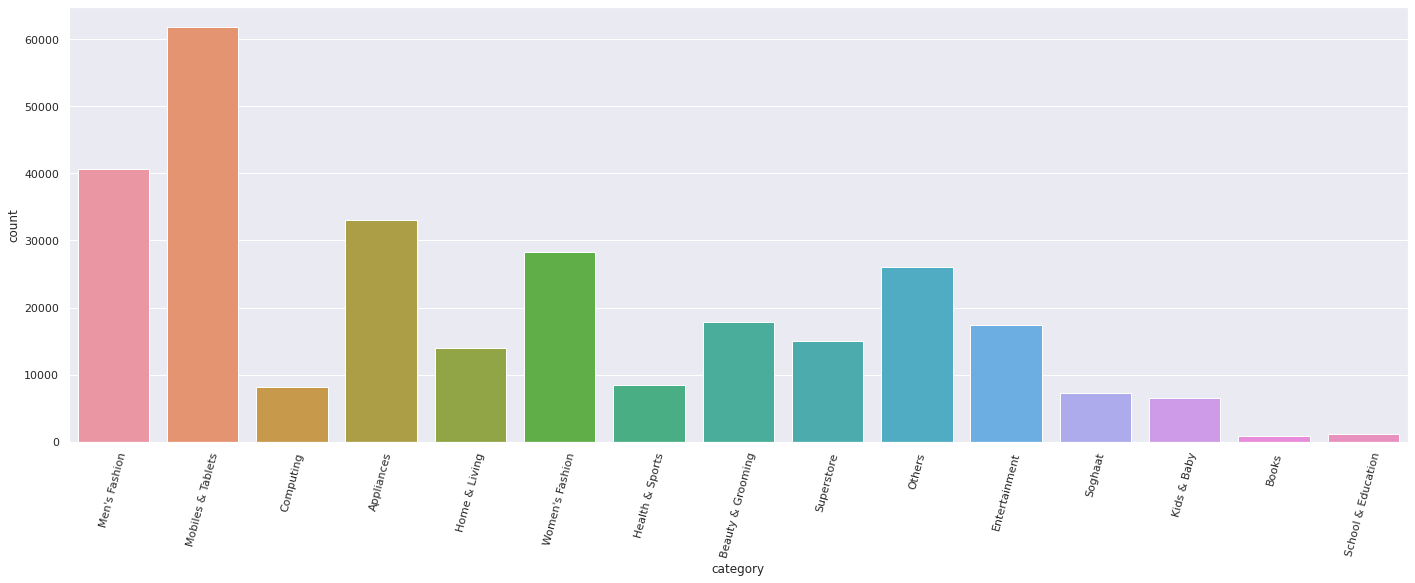 60000
50000
40000
30000
20000
10000
0
count
Men's Fashion
Mobiles & Tablets
Computing
Appliances
Home & Living
Women's Fashion
Health & Sports
Beauty & Grooming
Superstore
Others
Entertainment
Soghaat
Kids & Baby
Books
School & Education
category